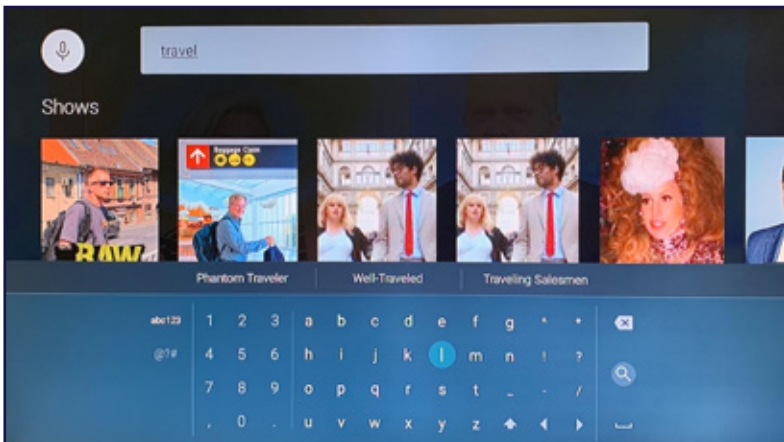 travel
Shows
Baggage Claim
RAW
Phantom Traveler Well-Traveled Traveling Salesmen
abc123 1 2 3 a b c d e f g ^ *
@?# 4 5 6 h i j k l m n ! ?
7 8 9 o p q r s t _ - /
, 0 . u v w x y z